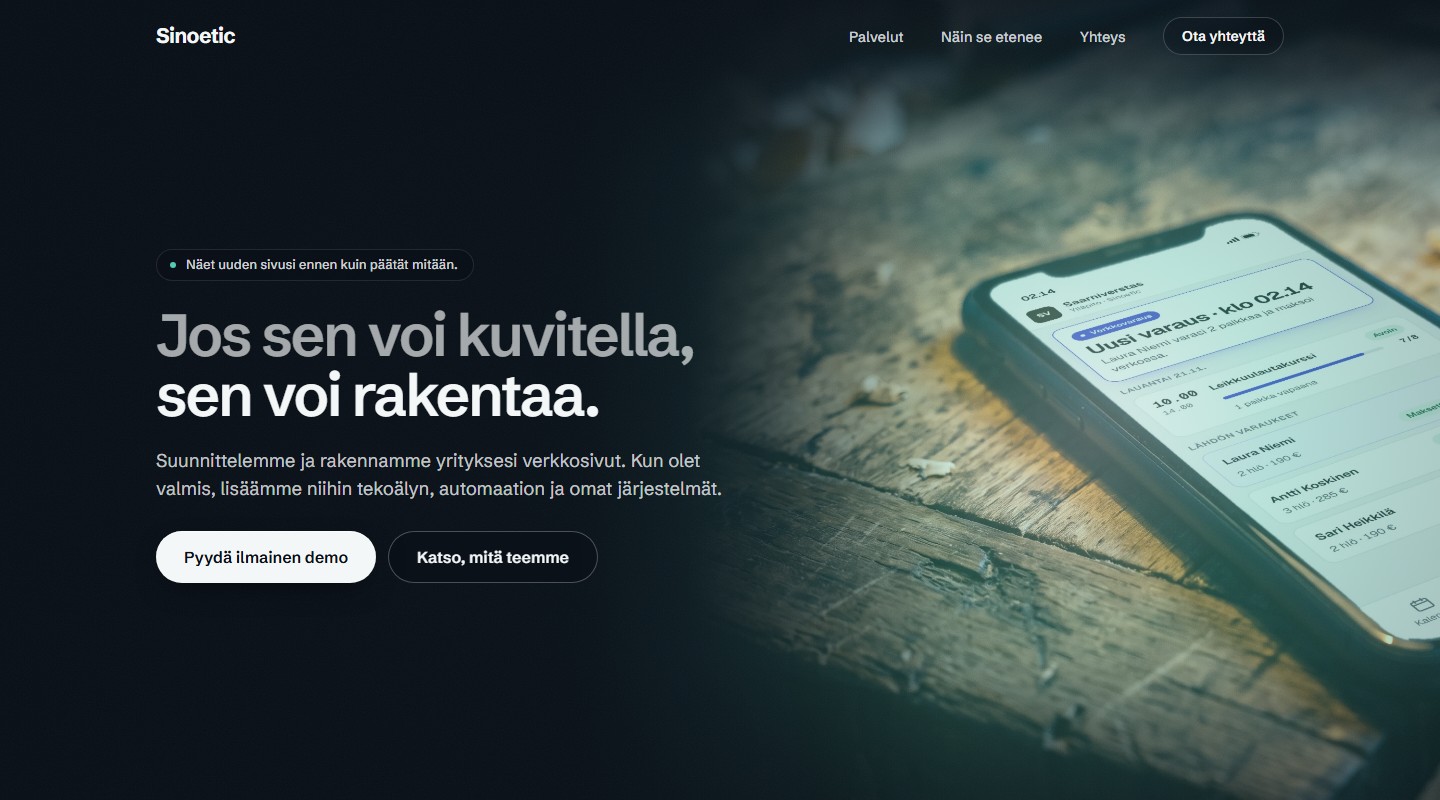 Sinoetic
Palvelut
Näin se etenee
Yhteys
Ota yhteyttä
Näet uuden sivusi ennen kuin päätät mitään.
Jos sen voi kuvitella,
sen voi rakentaa.
Suunnittelemme ja rakennamme yrityksesi verkkosivut. Kun olet
valmis, lisäämme niihin tekoälyn, automaation ja omat järjestelmät.
Pyydä ilmainen demo
Katso, mitä teemme
02.14
SV
Saarniverstas
Verkkovaraus
Uusi varaus · klo 02.14
Laura Niemi varasi 2 paikkaa ja maksoi
verkossa.
LAUANTAI 21.11.
Avoin
10.00
14.00
Leikkuulautakurssi
7/8
1 paikka vapaana
LÄHDÖN VARAUKSET
Laura Niemi
2 hlö · 190 €
Antti Koskinen
3 hlö · 285 €
Sari Heikkilä
2 hlö · 190 €